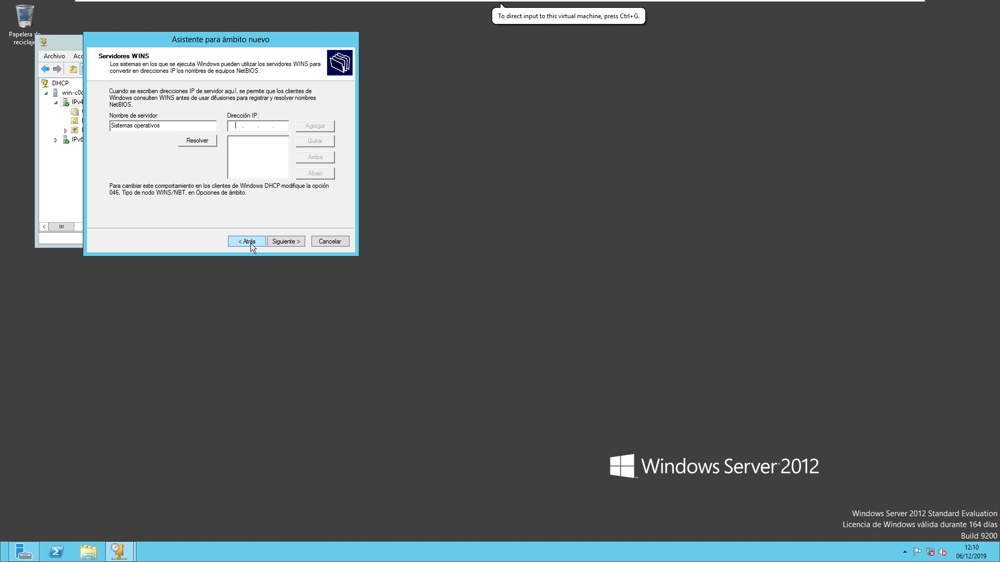 To direct input to this virtual machine, press Ctrl+G.
Papelera de
reciclaje
Asistente para ámbito nuevo
Servidores WINS
Los sistemas en los que se ejecuta Windows pueden utilizar los servidores WINS para
convertir en direcciones IP los nombres de equipos NetBIOS.
Archivo Acc
DHCP
win-c0c
IPv4
IPv6
Cuando se escriben direcciones IP de servidor aquí, se permite que los clientes de
Windows consulten WINS antes de usar difusiones para registrar y resolver nombres
NetBIOS.
Nombre de servidor: Dirección IP:
Sistemas operativos . . . Agregar
Resolver Quitar
Arriba
Abajo
Para cambiar este comportamiento en los clientes de Windows DHCP modifique la opción
046, Tipo de nodo WINS/NBT, en Opciones de ámbito.
< Atrás Siguiente > Cancelar
Windows Server 2012
Windows Server 2012 Standard Evaluation
Licencia de Windows válida durante 164 días
Build 9200
12:10
06/12/2019